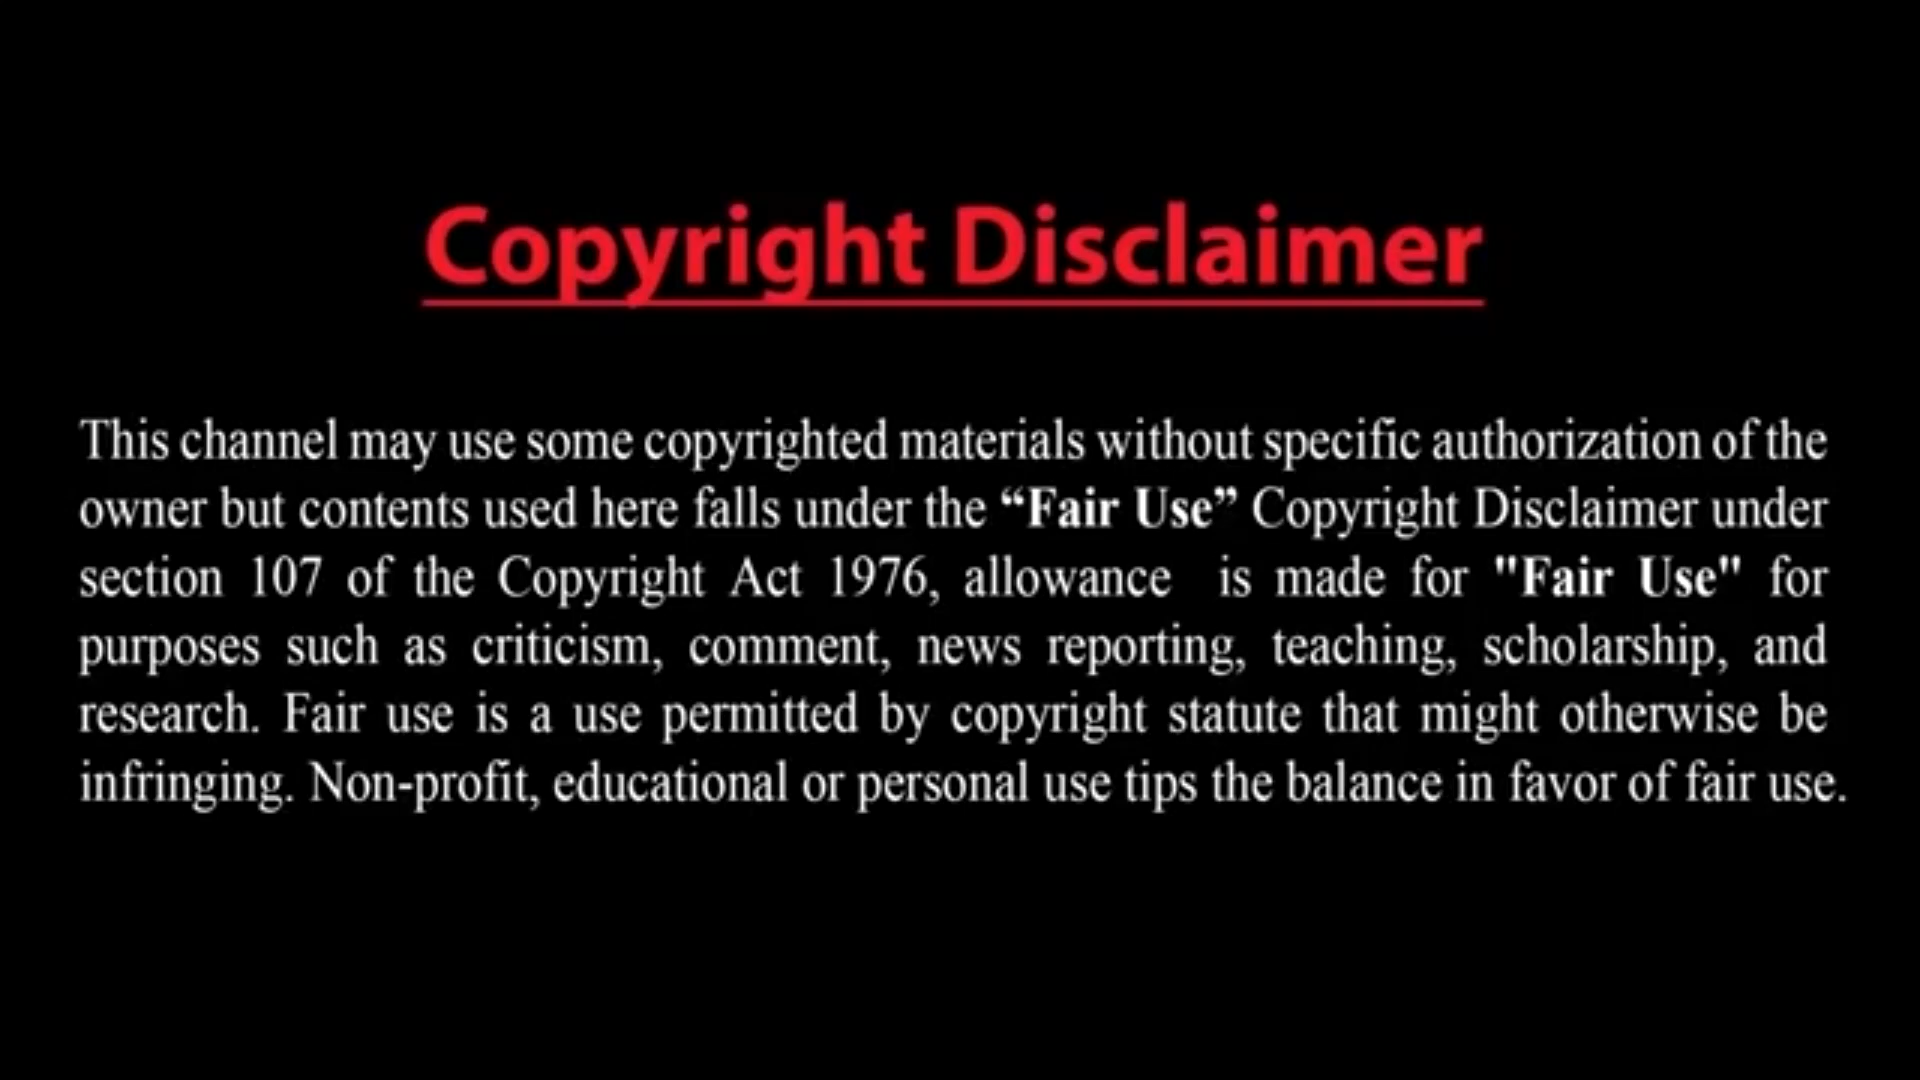 Copyright Disclaimer
This channel may use some copyrighted materials without specific authorization of the
owner but contents used here falls under the “Fair Use” Copyright Disclaimer under
section 107 of the Copyright Act 1976, allowance is made for "Fair Use" for
purposes such as criticism, comment, news reporting, teaching, scholarship, and
research. Fair use is a use permitted by copyright statute that might otherwise be
infringing. Non-profit, educational or personal use tips the balance in favor of fair use.